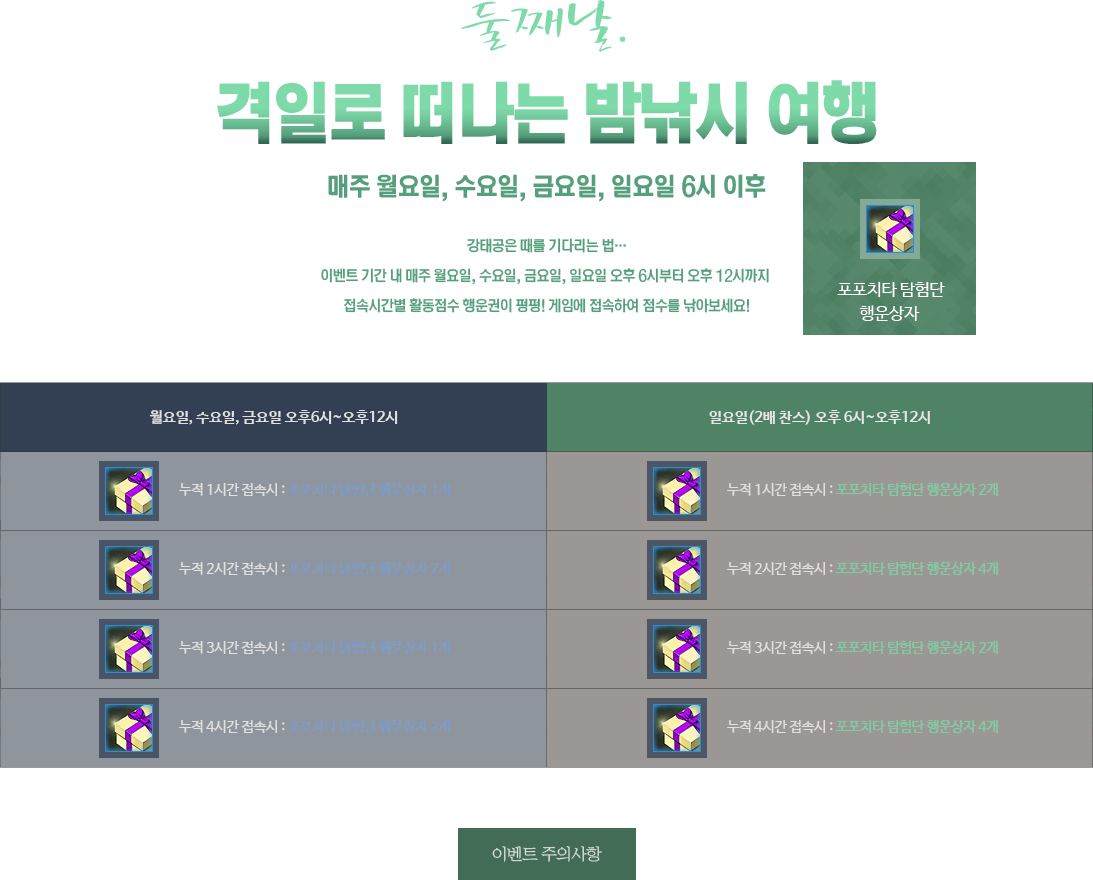 둘째날.
격일로 떠나는 밤낚시 여행
매주 월요일, 수요일, 금요일, 일요일 6시 이후
강태공은 때를 기다리는 법…
이벤트 기간 내 매주 월요일, 수요일, 금요일, 일요일 오후 6시부터 오후 12시까지
접속시간별 활동점수 행운권이 펑펑! 게임에 접속하여 점수를 낚아보세요!
포포치타 탐험단
행운상자
월요일, 수요일, 금요일 오후6시~오후12시
일요일(2배 찬스) 오후 6시~오후12시
누적 1시간 접속시 : 포포치타 탐험단 행운상자 1개
누적 1시간 접속시 : 포포치타 탐험단 행운상자 2개
누적 2시간 접속시 : 포포치타 탐험단 행운상자 2개
누적 2시간 접속시 : 포포치타 탐험단 행운상자 4개
누적 3시간 접속시 : 포포치타 탐험단 행운상자 1개
누적 3시간 접속시 : 포포치타 탐험단 행운상자 2개
누적 4시간 접속시 : 포포치타 탐험단 행운상자 2개
누적 4시간 접속시 : 포포치타 탐험단 행운상자 4개
이벤트 주의사항